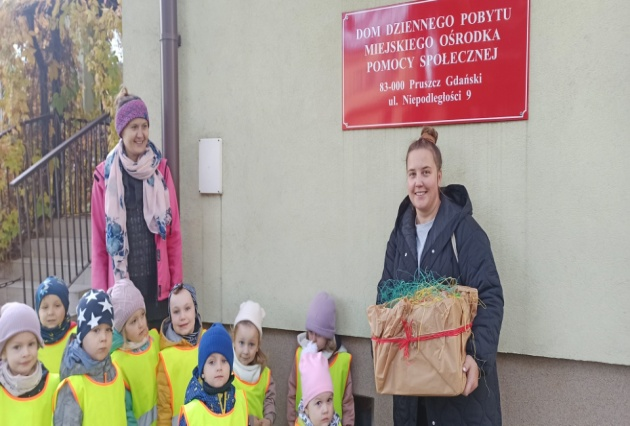 DOM DZIENNEGO POBYTU
MIEJSKIEGO OŚRODKA
POMOCY SPOŁECZNEJ
83-000 Pruszcz Gdański
ul. Niepodległości 9